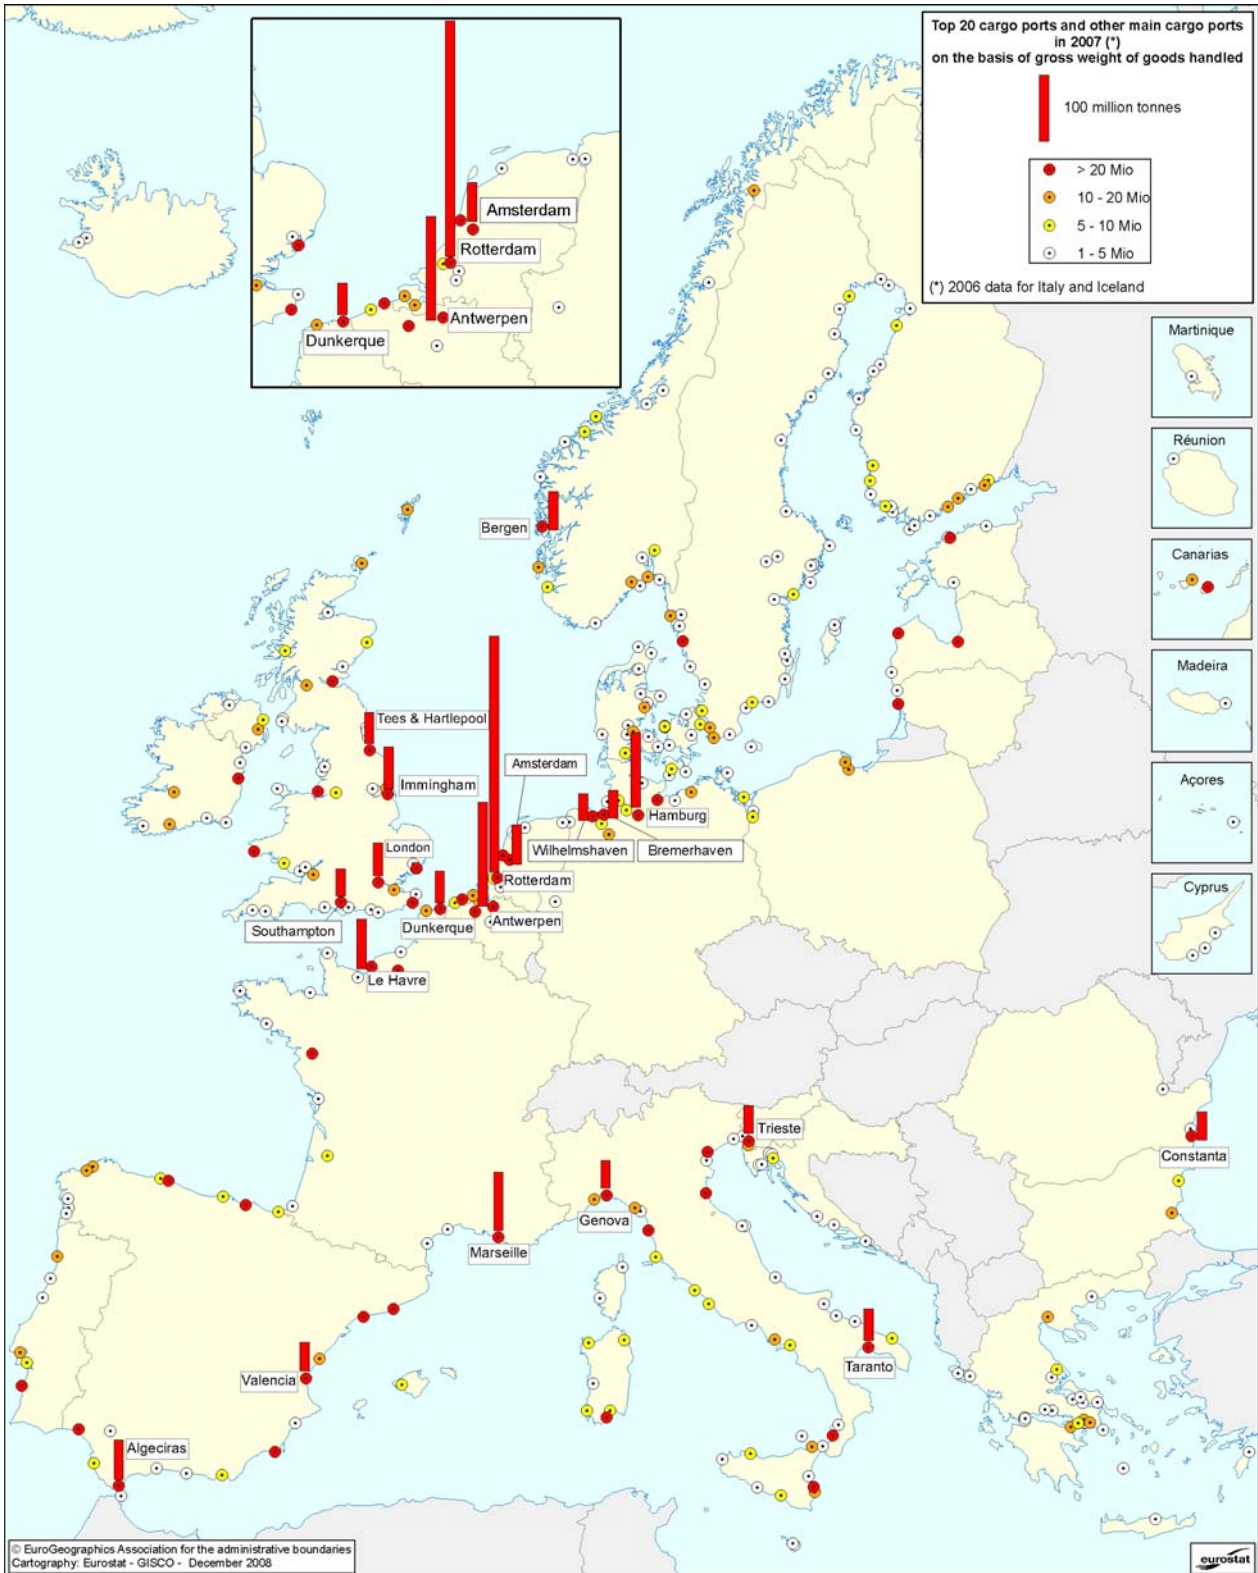 Top 20 cargo ports and other main cargo ports
in 2007 (*)
on the basis of gross weight of goods handled
100 million tonnes
> 20 Mio
10 - 20 Mio
5 - 10 Mio
1 - 5 Mio
(*) 2006 data for Italy and Iceland
Amsterdam
Rotterdam
Antwerpen
Dunkerque
Martinique
Réunion
Canarias
Madeira
Açores
Cyprus
Bergen
Tees & Hartlepool
Amsterdam
Immingham
Hamburg
Wilhelmshaven
Bremerhaven
London
Rotterdam
Southampton
Dunkerque
Antwerpen
Le Havre
Trieste
Constanta
Genova
Marseille
Taranto
Valencia
Algeciras
© EuroGeographics Association for the administrative boundaries
Cartography: Eurostat - GISCO - December 2008
eurostat